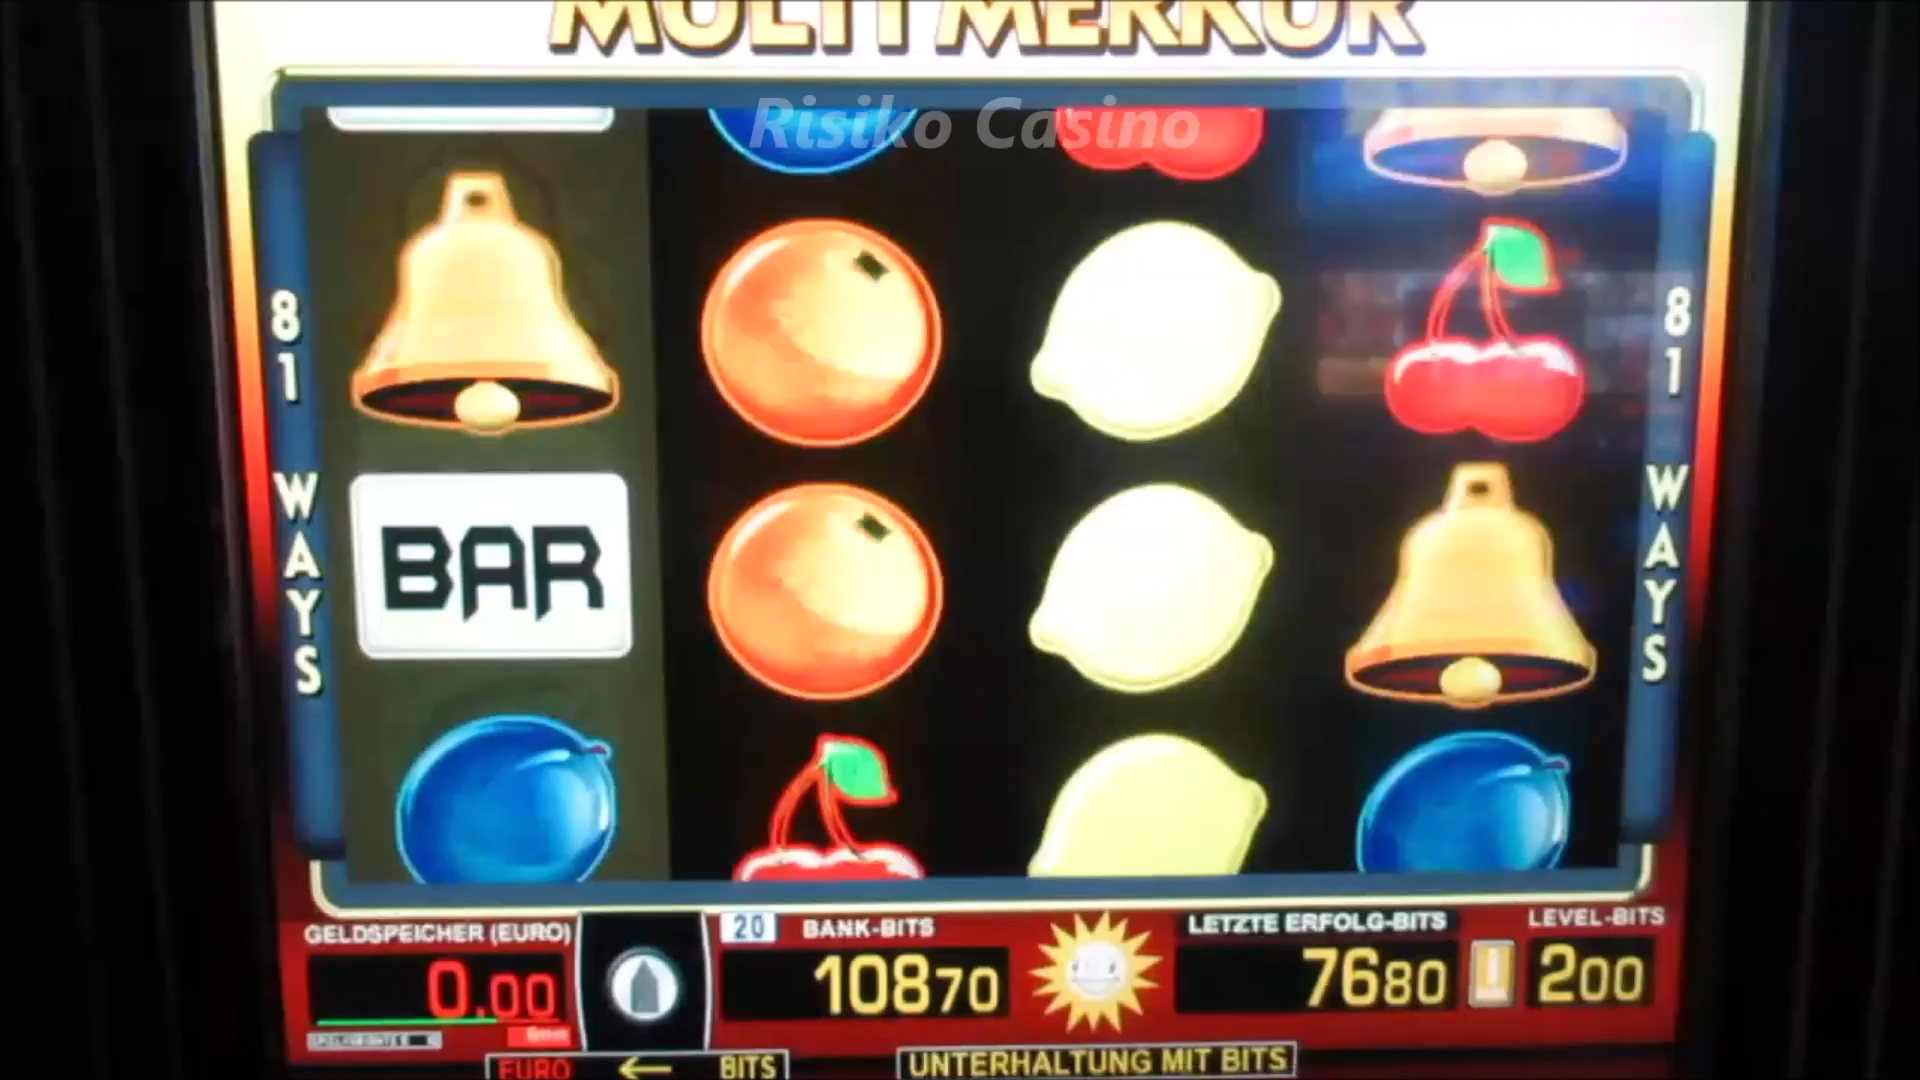 MULTI MERKUR
Risiko Casino
81 WAYS
81 WAYS
BAR
GELDSPEICHER (EURO)
0.00
20
BANK-BITS
10870
LETZTE ERFOLG-BITS
7680
LEVEL-BITS
200
EURO ← BITS
UNTERHALTUNG MIT BITS